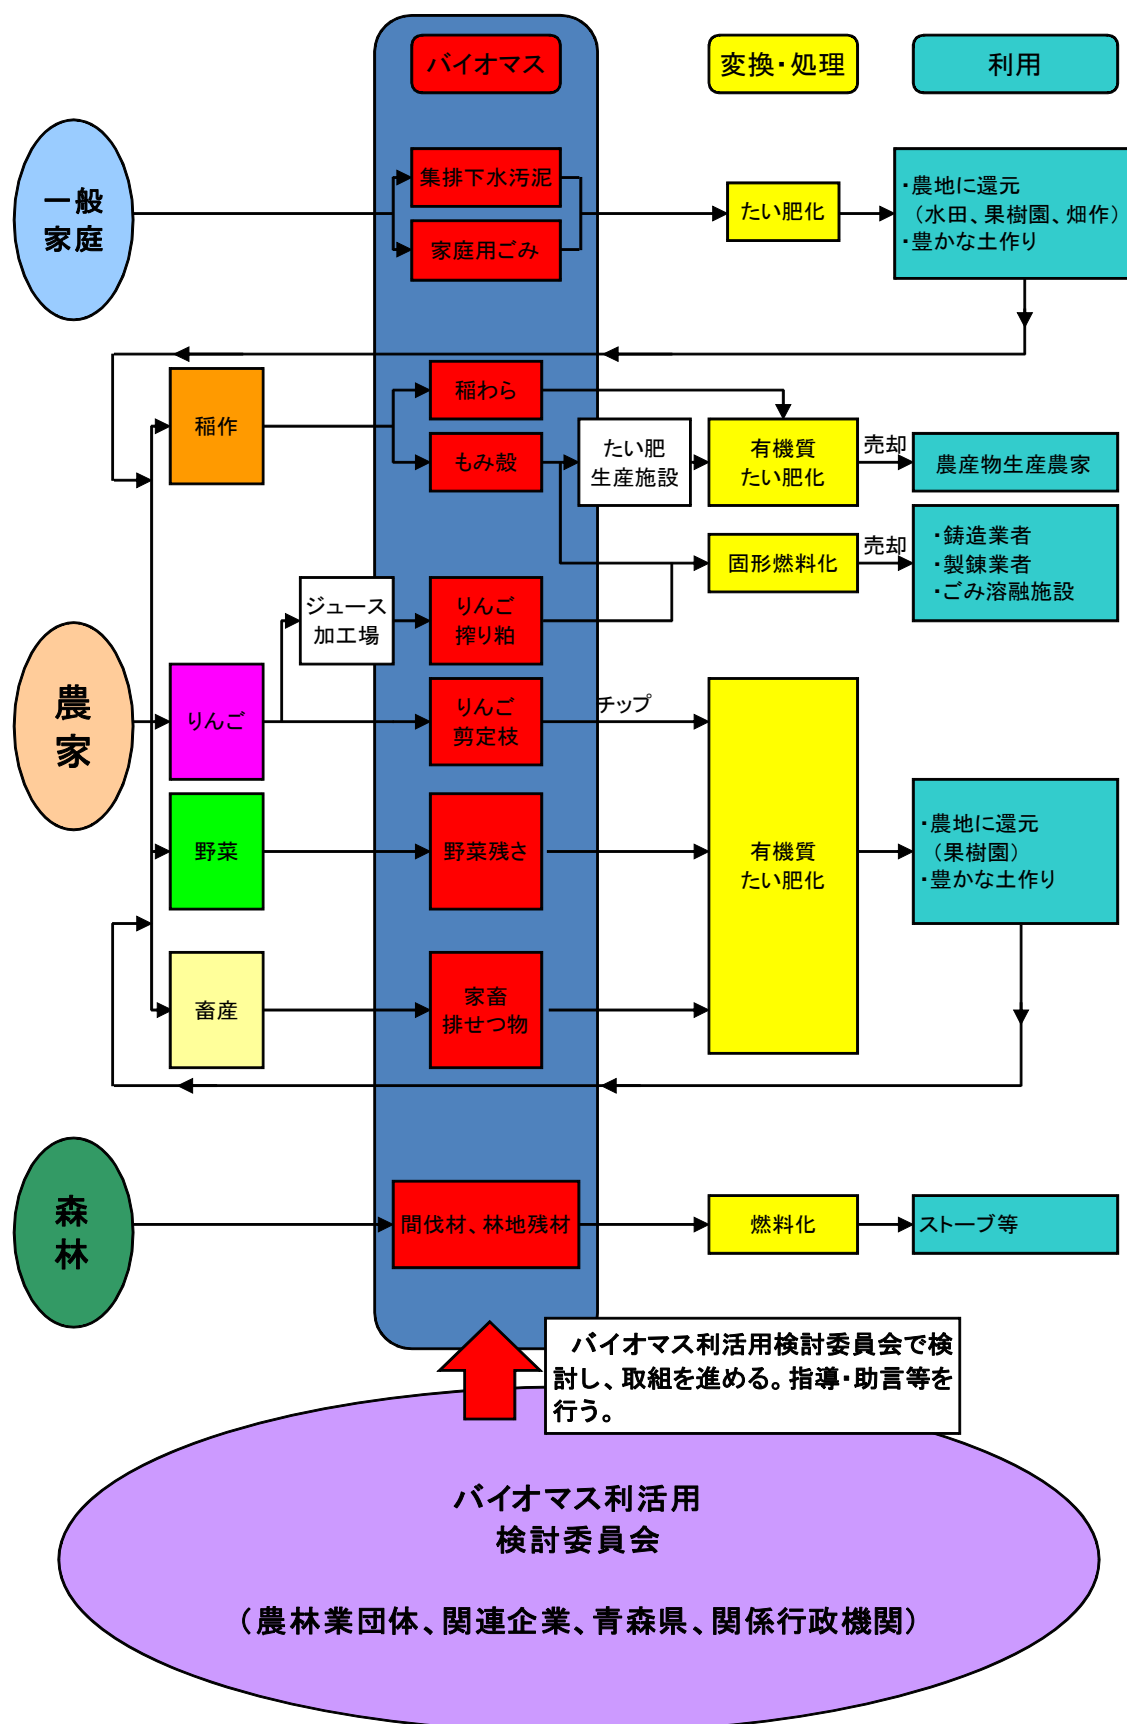 バイオマス
変換・処理
利用
一般
家庭
集排下水汚泥
家庭用ごみ
たい肥化
・農地に還元
（水田、果樹園、畑作）
・豊かな土作り
稲作
稲わら
もみ殻
たい肥
生産施設
有機質
たい肥化
売却
農産物生産農家
固形燃料化
売却
・鋳造業者
・製錬業者
・ごみ溶融施設
ジュース
加工場
りんご
搾り粕
農
家
りんご
りんご
剪定枝
チップ
野菜
野菜残さ
有機質
たい肥化
・農地に還元
（果樹園）
・豊かな土作り
畜産
家畜
排せつ物
森
林
間伐材、林地残材
燃料化
ストーブ等
バイオマス利活用検討委員会で検
討し、取組を進める。指導・助言等を
行う。
バイオマス利活用
検討委員会
（農林業団体、関連企業、青森県、関係行政機関）